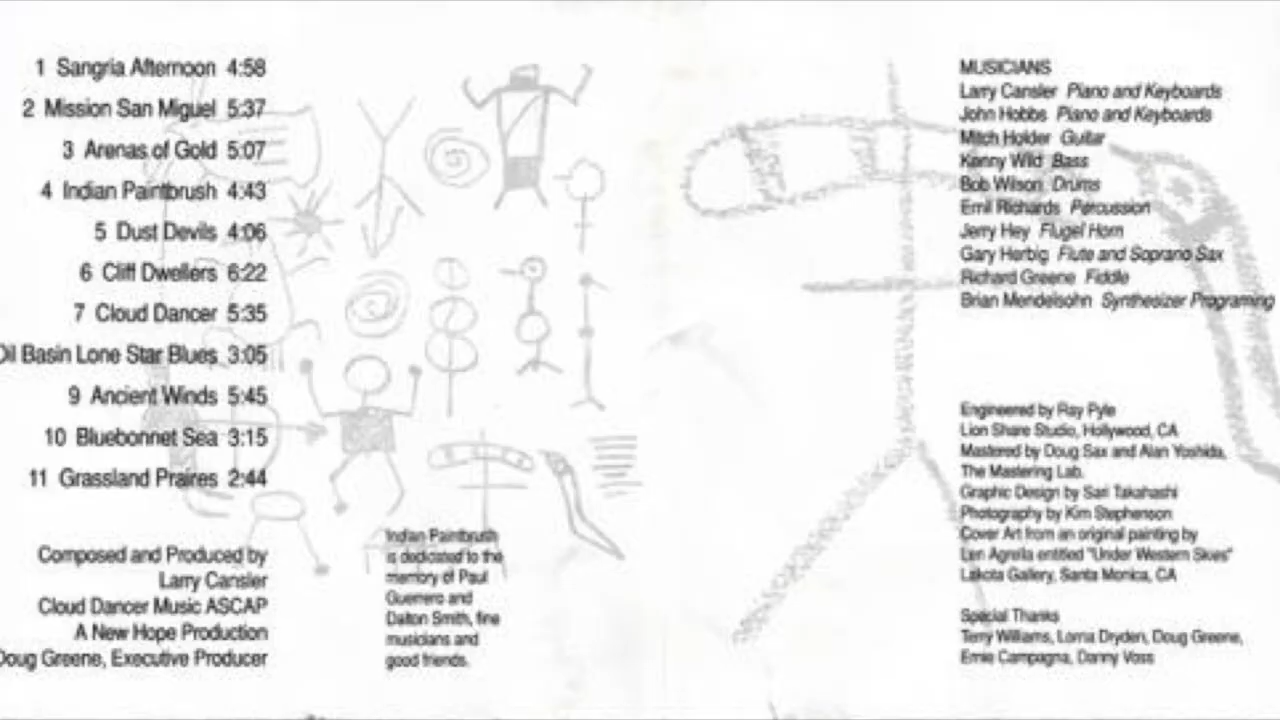 1 Sangria Afternoon 4:58
2 Mission San Miguel 5:37
3 Arenas of Gold 5:07
4 Indian Paintbrush 4:43
5 Dust Devils 4:06
6 Cliff Dwellers 6:22
7 Cloud Dancer 5:35
Oil Basin Lone Star Blues 3:05
9 Ancient Winds 5:45
10 Bluebonnet Sea 3:15
11 Grassland Praires 2:44
Composed and Produced by
Larry Cansler
Cloud Dancer Music ASCAP
A New Hope Production
Doug Greene, Executive Producer
Indian Paintbrush
is dedicated to the
memory of Paul
Guerrero and
Dalton Smith, fine
musicians and
good friends.
MUSICIANS
Larry Cansler Piano and Keyboards
John Hobbs Piano and Keyboards
Mitch Holder Guitar
Kenny Wild Bass
Bob Wilson Drums
Emil Richards Percussion
Jerry Hey Flugel Horn
Gary Herbig Flute and Soprano Sax
Richard Greene Fiddle
Brian Mendelsohn Synthesizer Programing
Engineered by Ray Pyle
Lion Share Studio, Hollywood, CA
Mastered by Doug Sax and Alan Yoshida,
The Mastering Lab.
Graphic Design by Sari Takahashi
Photography by Kim Stephenson
Cover Art from an original painting by
Len Agrella entitled "Under Western Skies"
Lakota Gallery, Santa Monica, CA
Special Thanks
Terry Williams, Lorna Dryden, Doug Greene,
Ernie Campagna, Danny Voss